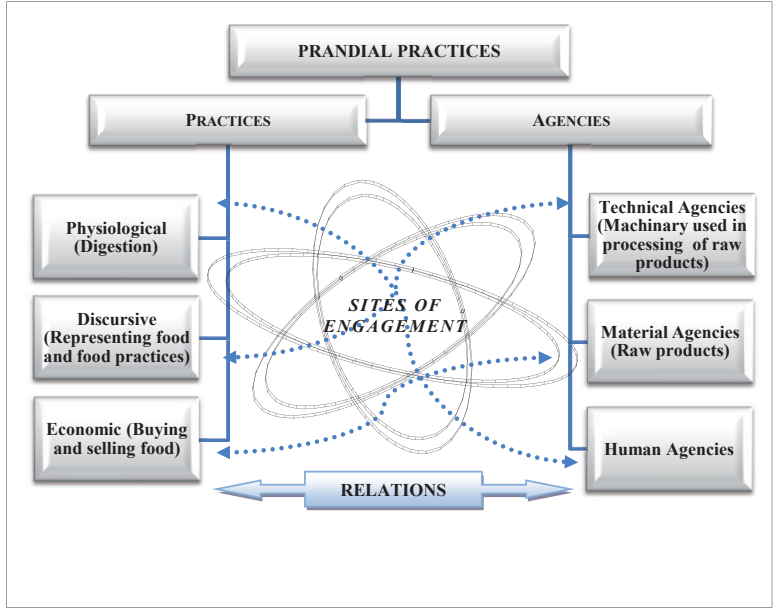 PRANDIAL PRACTICES
PRACTICES
AGENCIES
Physiological
(Digestion)
Discursive
(Representing food
and food practices)
Economic (Buying
and selling food)
SITES OF
ENGAGEMENT
Technical Agencies
(Machinary used in
processing of raw
products)
Material Agencies
(Raw products)
Human Agencies
RELATIONS